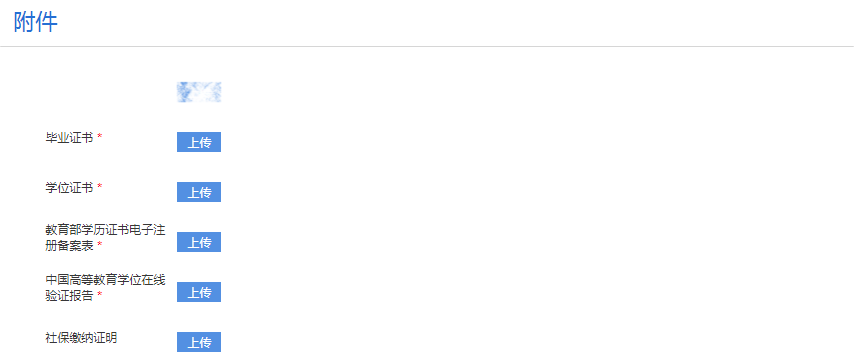 附件
毕业证书 *
上传
学位证书 *
上传
教育部学历证书电子注
册备案表 *
上传
中国高等教育学位在线
验证报告 *
上传
社保缴纳证明
上传